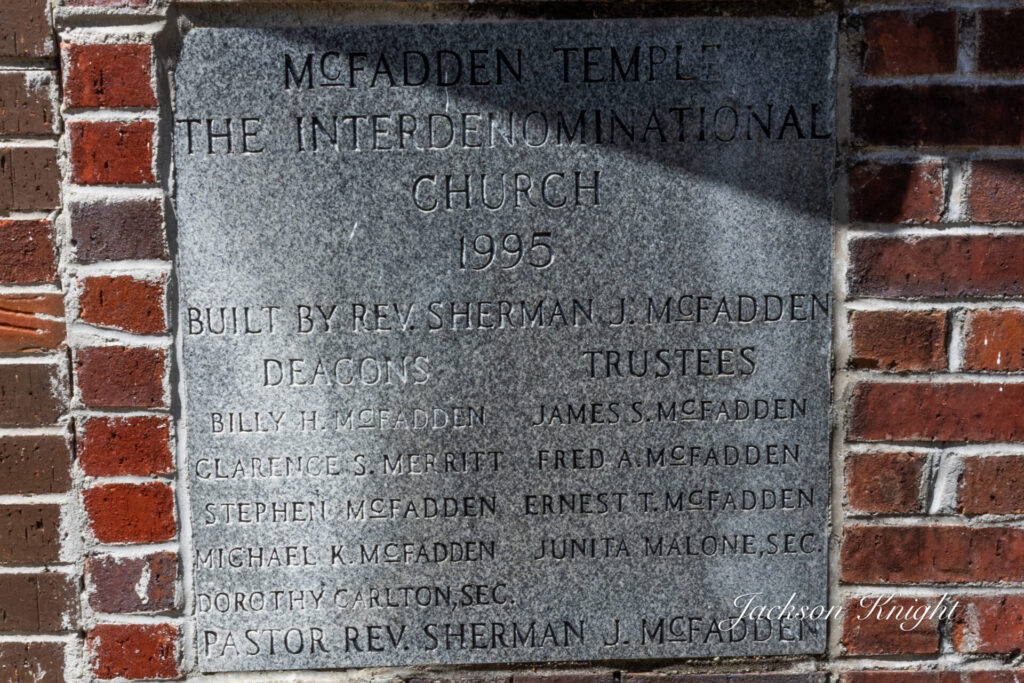 McFADDEN TEMPLE
THE INTERDENOMINATIONAL
CHURCH
1995
BUILT BY REV. SHERMAN J. McFADDEN
DEACONS
BILLY H. McFADDEN
CLARENCE S. MERRITT
STEPHEN McFADDEN
MICHAEL K. McFADDEN
DOROTHY CARLTON, SEC.
TRUSTEES
JAMES S. McFADDEN
FRED A. McFADDEN
ERNEST T. McFADDEN
JUNITA MALONE, SEC.
PASTOR REV. SHERMAN J. McFADDEN
Jackson Knight